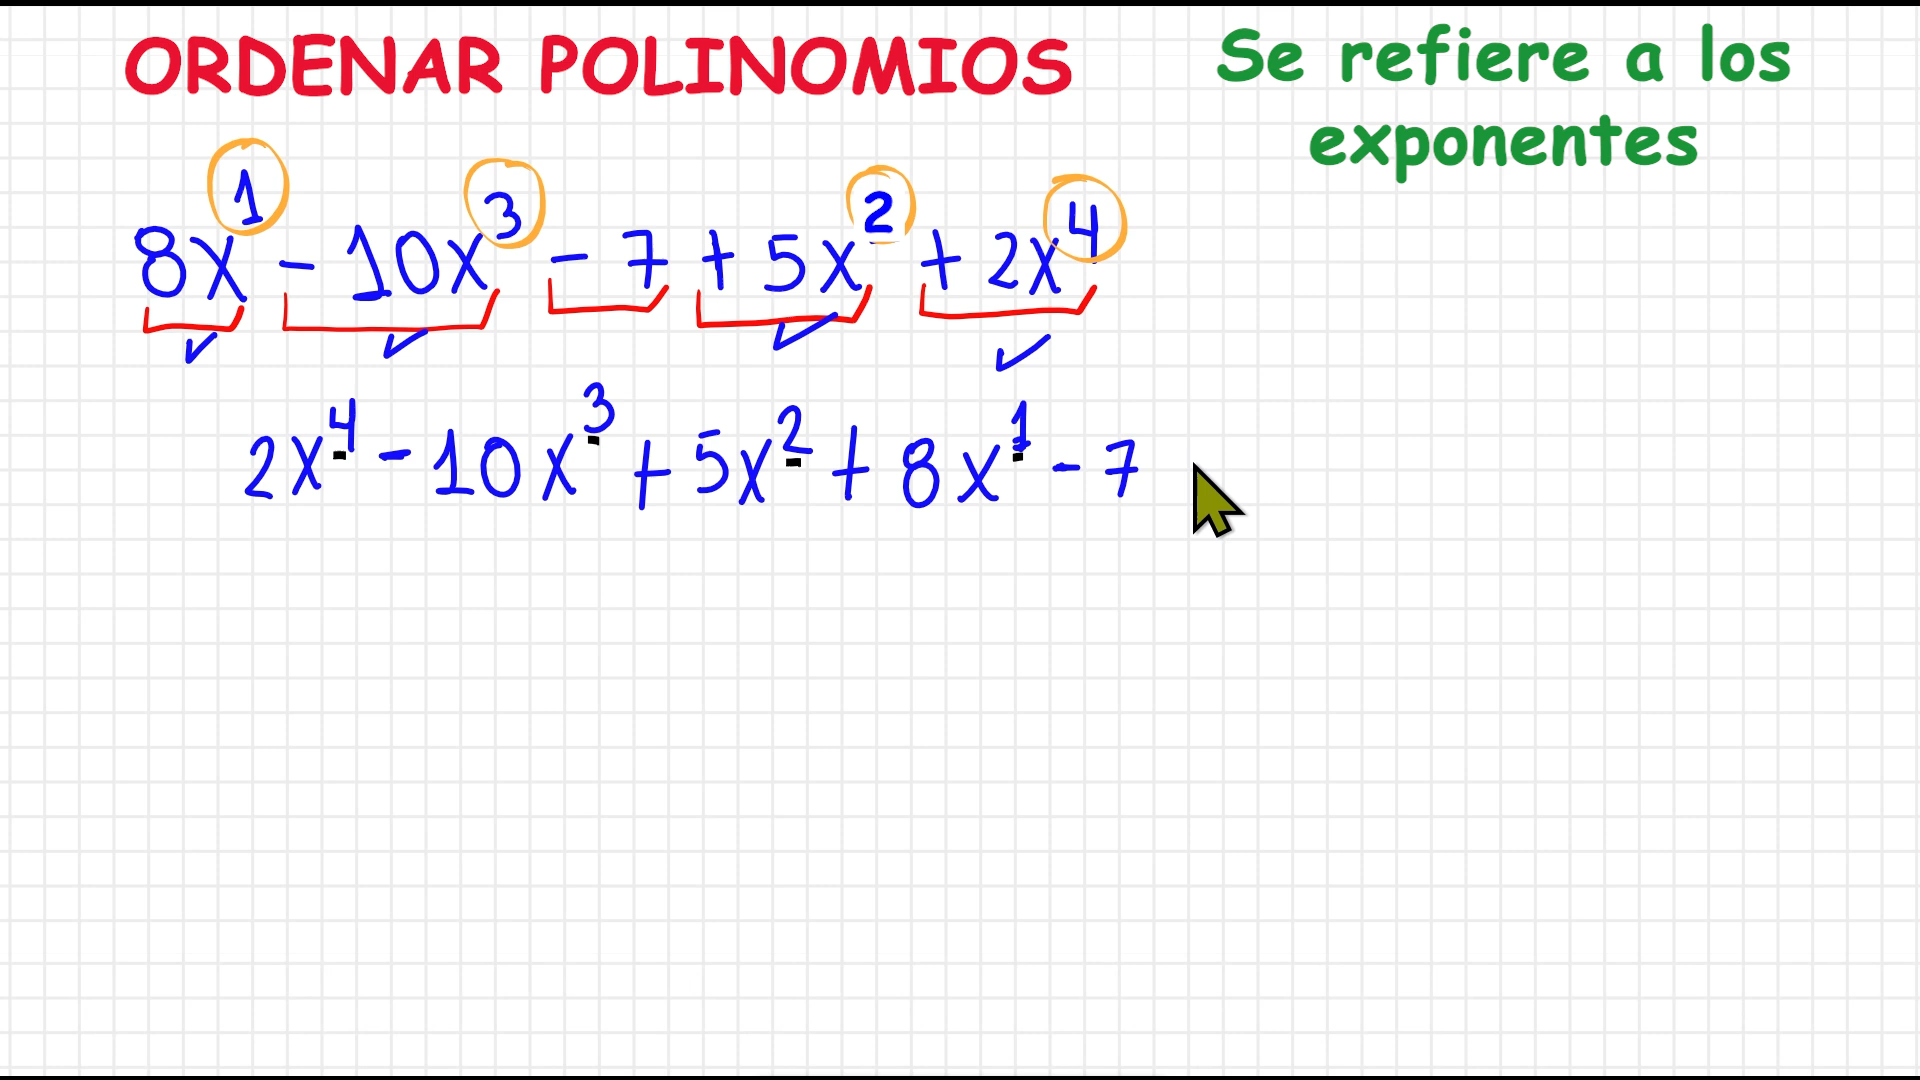 ORDENAR POLINOMIOS
Se refiere a los
exponentes
8x¹ - 10x³ - 7 + 5x² + 2x⁴
2x⁴ - 10x³ + 5x² + 8x¹ - 7